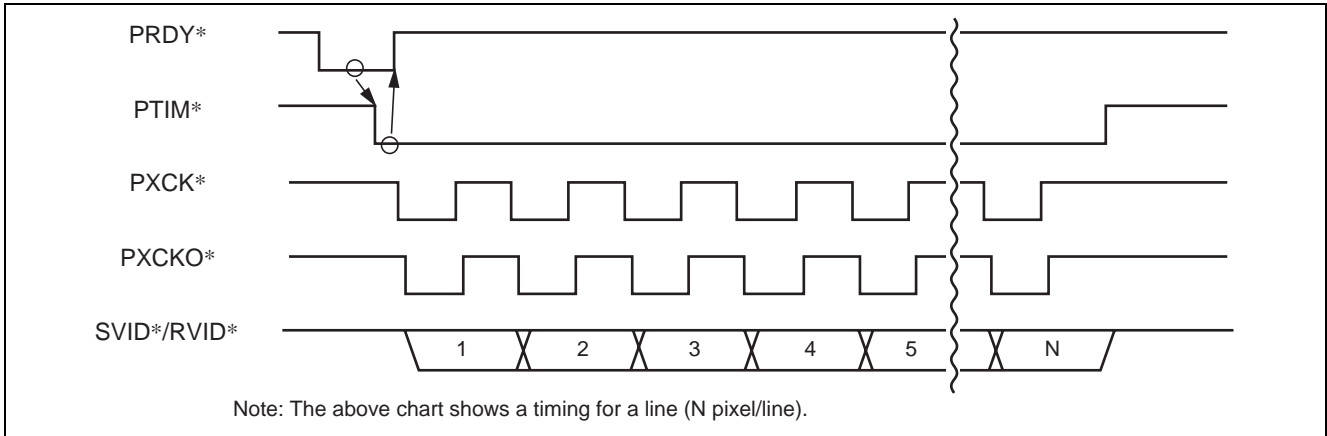 PRDY*
PTIM*
PXCK*
PXCKO*
SVID*/RVID*
1 2 3 4 5 N
Note: The above chart shows a timing for a line (N pixel/line).